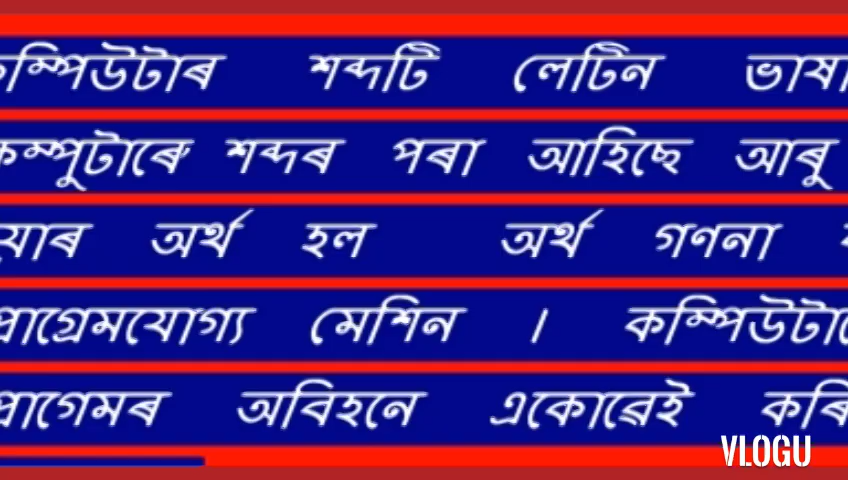 কম্পিউটাৰ শব্দটি লেটিন ভাষা
কম্পুটাৰে শব্দৰ পৰা আহিছে আৰু
যাৰ অৰ্থ হল অৰ্থ গণনা
প্ৰাগ্ৰেমযোগ্য মেশিন । কম্পিউটাৰে
প্ৰাগেমৰ অবিহনে একোৱেই কৰি
VLOGU